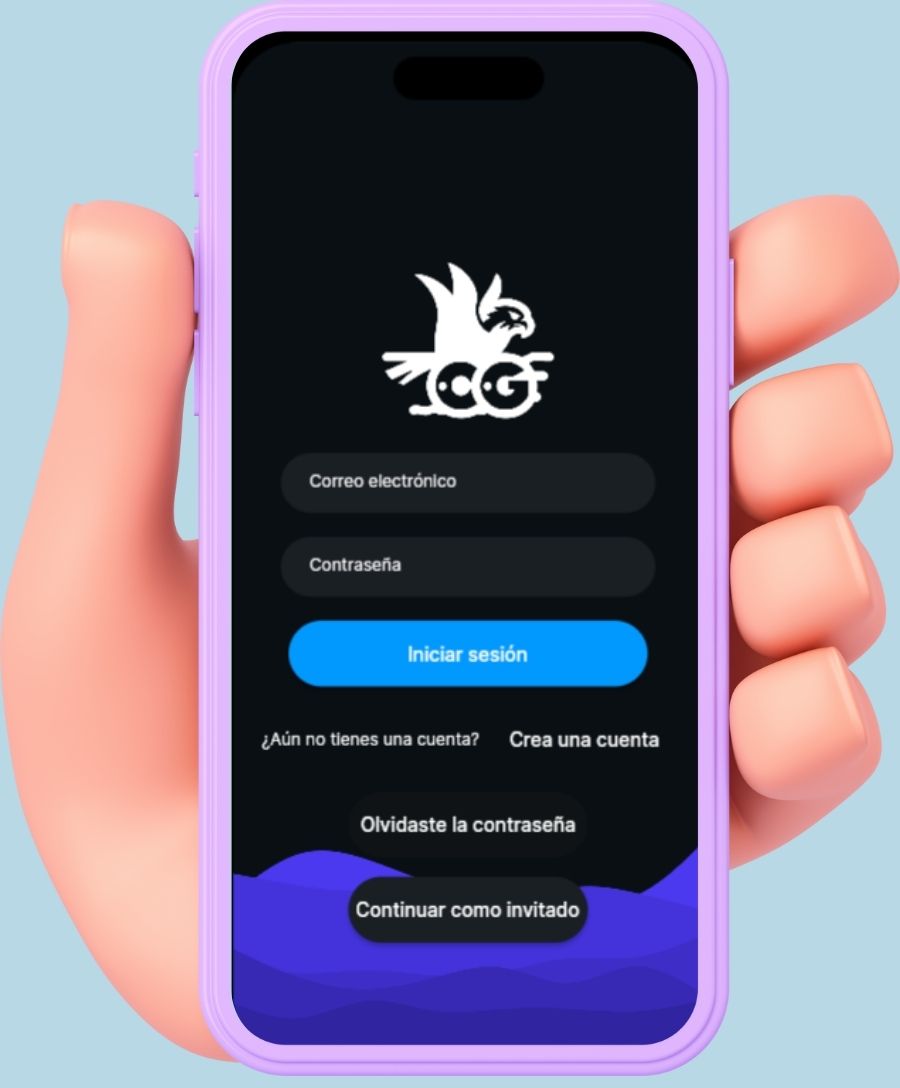 CG
Correo electrónico
Contraseña
Iniciar sesión
¿Aún no tienes una cuenta? Crea una cuenta
Olvidaste la contraseña
Continuar como invitado